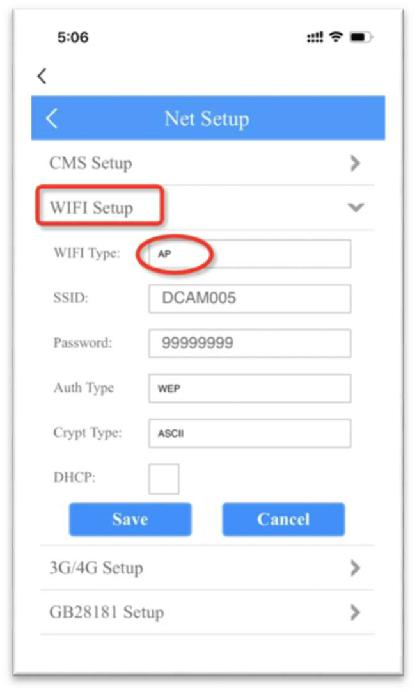 5:06
Net Setup
CMS Setup
WIFI Setup
WIFI Type: AP
SSID: DCAM005
Password: 99999999
Auth Type WEP
Crypt Type: ASCII
DHCP:
Save Cancel
3G/4G Setup
GB28181 Setup